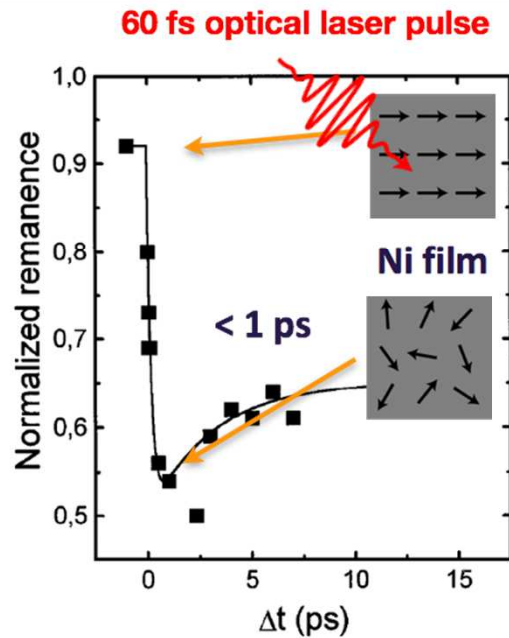 60 fs optical laser pulse
1,0
0,9
0,8
0,7
0,6
0,5
Normalized remanence
Ni film
< 1 ps
0
5
10
15
Δt (ps)